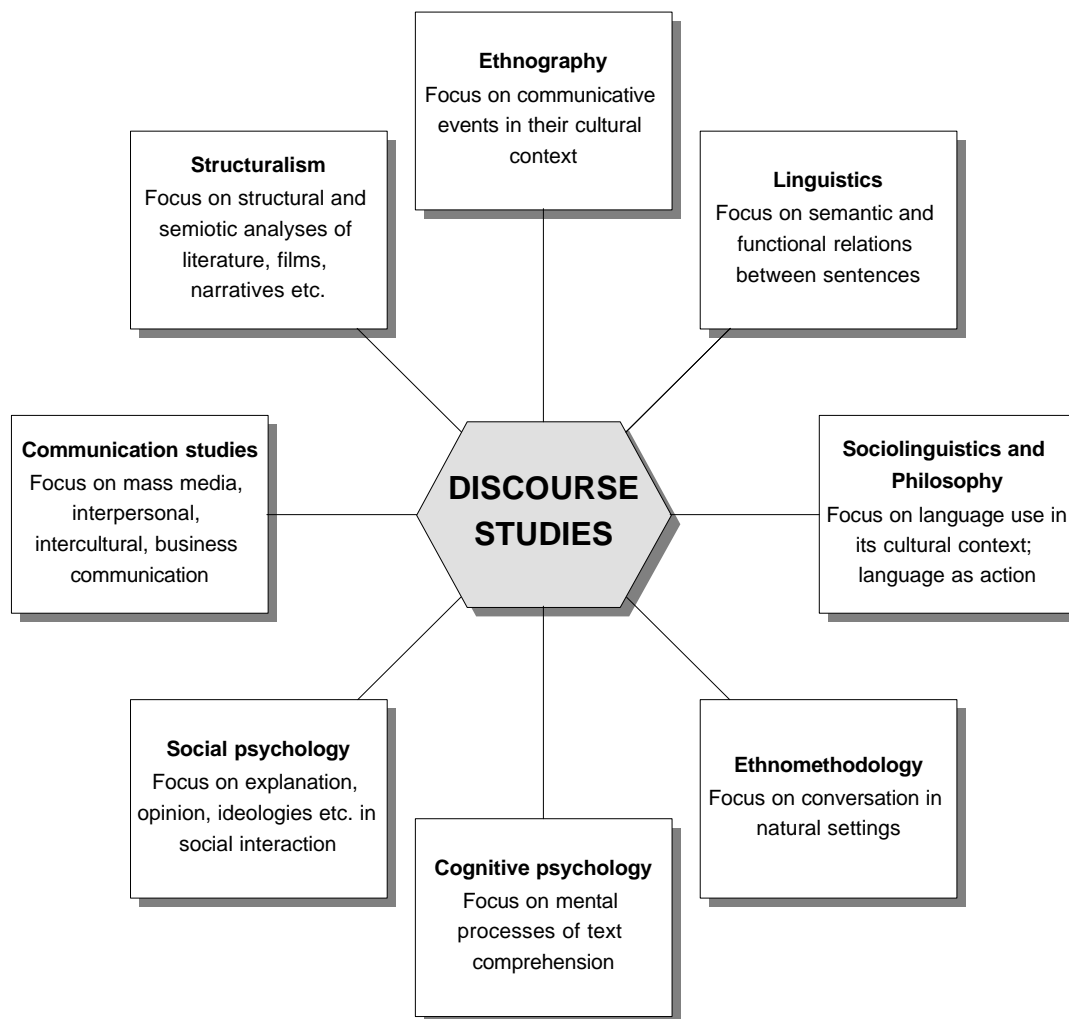 Ethnography
Focus on communicative
events in their cultural
context
Structuralism
Focus on structural and
semiotic analyses of
literature, films,
narratives etc.
Linguistics
Focus on semantic and
functional relations
between sentences
Communication studies
Focus on mass media,
interpersonal,
intercultural, business
communication
DISCOURSE
STUDIES
Sociolinguistics and
Philosophy
Focus on language use in
its cultural context;
language as action
Social psychology
Focus on explanation,
opinion, ideologies etc. in
social interaction
Ethnomethodology
Focus on conversation in
natural settings
Cognitive psychology
Focus on mental
processes of text
comprehension